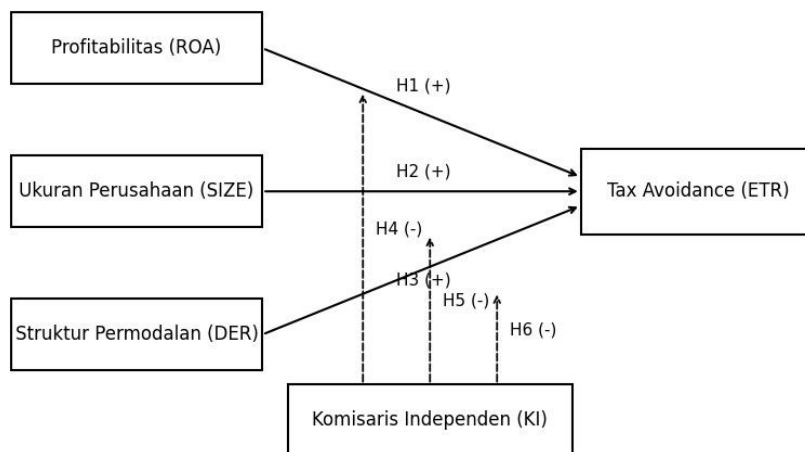 Profitabilitas (ROA)
H1 (+)
Ukuran Perusahaan (SIZE)
H2 (+)
Tax Avoidance (ETR)
H4 (-)
H3 (+)
H5 (-)
Struktur Permodalan (DER)
H6 (-)
Komisaris Independen (KI)